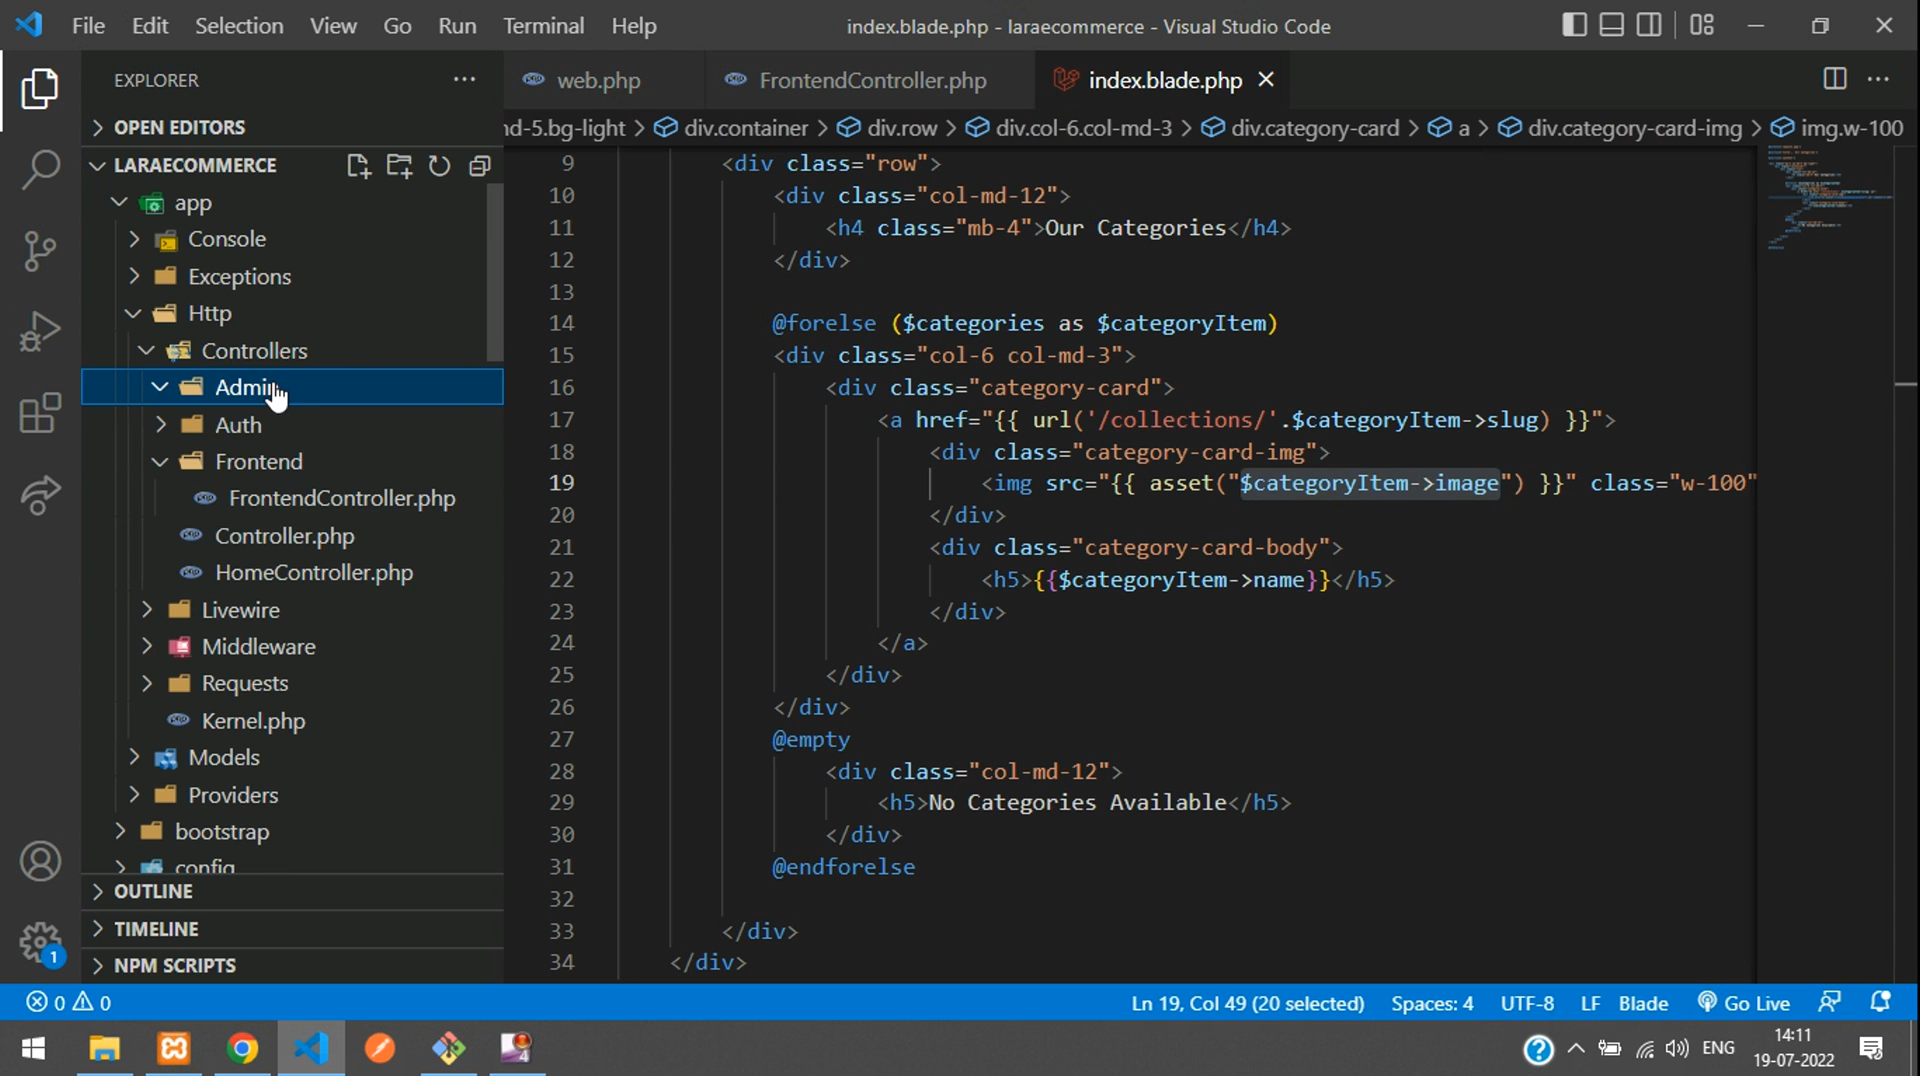 File Edit Selection View Go Run Terminal Help
index.blade.php - laraecommerce - Visual Studio Code
EXPLORER
web.php
FrontendController.php
index.blade.php
OPEN EDITORS
nd-5.bg-light > div.container > div.row > div.col-6.col-md-3 > div.category-card > a > div.category-card-img > img.w-100
LARAECOMMERCE
app
Console
Exceptions
Http
Controllers
Admin
Auth
Frontend
FrontendController.php
Controller.php
HomeController.php
Livewire
Middleware
Requests
Kernel.php
Models
Providers
bootstrap
config
OUTLINE
TIMELINE
NPM SCRIPTS
9 <div class="row">
10 <div class="col-md-12">
11 <h4 class="mb-4">Our Categories</h4>
12 </div>
13
14 @forelse ($categories as $categoryItem)
15 <div class="col-6 col-md-3">
16 <div class="category-card">
17 <a href="{{ url('/collections/'.$categoryItem->slug) }}">
18 <div class="category-card-img">
19 <img src="{{ asset("$categoryItem->image") }}" class="w-100"
20 </div>
21 <div class="category-card-body">
22 <h5>{{$categoryItem->name}}</h5>
23 </div>
24 </a>
25 </div>
26 </div>
27 @empty
28 <div class="col-md-12">
29 <h5>No Categories Available</h5>
30 </div>
31 @endforelse
32
33 </div>
34 </div>
1
0 0
Ln 19, Col 49 (20 selected) Spaces: 4 UTF-8 LF Blade Go Live
ENG
14:11
19-07-2022